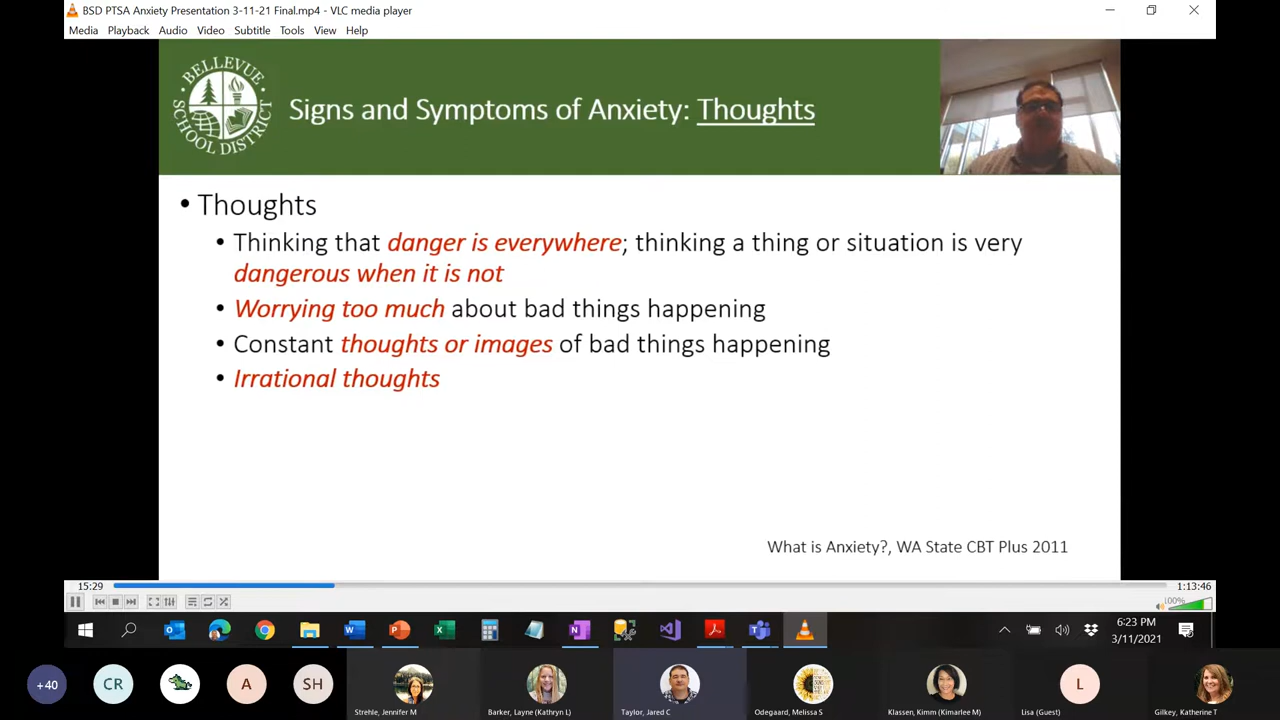 BSD PTSA Anxiety Presentation 3-11-21 Final.mp4 - VLC media player
Media Playback Audio Video Subtitle Tools View Help
BELLEVUE
SCHOOL DISTRICT
Signs and Symptoms of Anxiety: Thoughts
• Thoughts
• Thinking that danger is everywhere; thinking a thing or situation is very
dangerous when it is not
• Worrying too much about bad things happening
• Constant thoughts or images of bad things happening
• Irrational thoughts
What is Anxiety?, WA State CBT Plus 2011
15:29 1:13:46
100%
6:23 PM
3/11/2021
+40 CR A SH L
Strehle, Jennifer M Barker, Layne (Kathryn L) Taylor, Jared C Odegaard, Melissa S Klassen, Kimm (Kimarlee M) Lisa (Guest) Gilkey, Katherine T